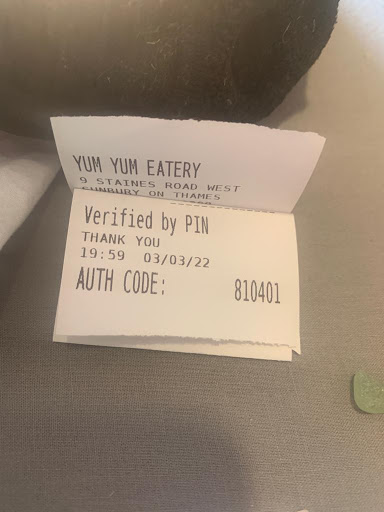 YUM YUM EATERY
9 STAINES ROAD WEST
SUNBURY ON THAMES
Verified by PIN
THANK YOU
19:59 03/03/22
AUTH CODE: 810401